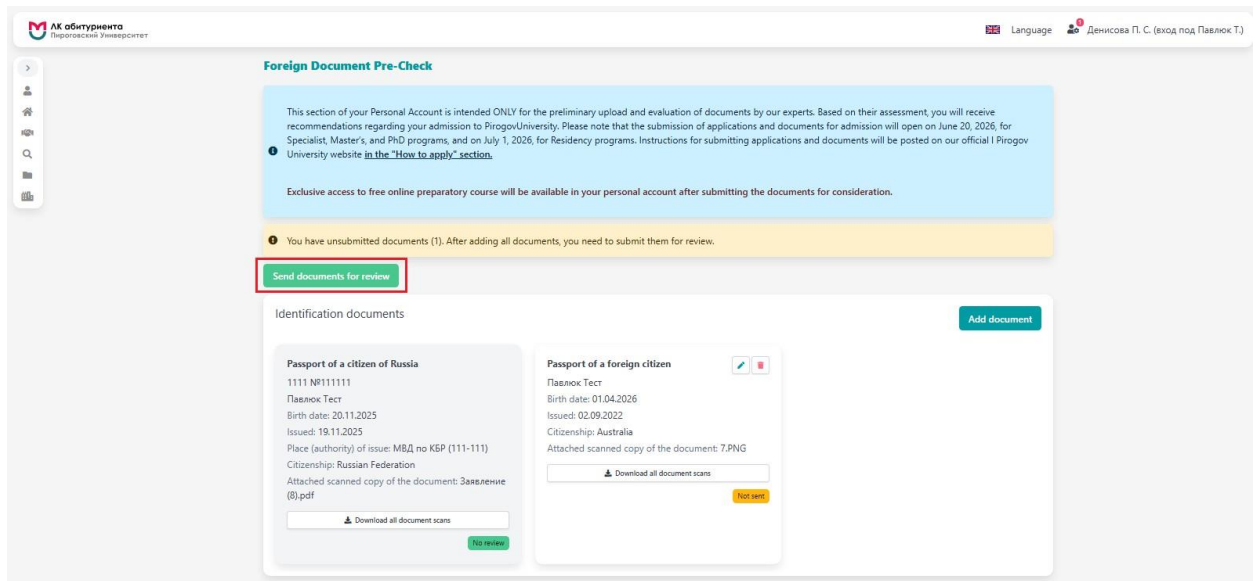 ЛК абитуриента
Пироговский Университет
Language
1
Денисова П. С. (вход под Павлюк Т.)
Foreign Document Pre-Check
This section of your Personal Account is intended ONLY for the preliminary upload and evaluation of documents by our experts. Based on their assessment, you will receive
recommendations regarding your admission to PirogovUniversity. Please note that the submission of applications and documents for admission will open on June 20, 2026, for
Specialist, Master's, and PhD programs, and on July 1, 2026, for Residency programs. Instructions for submitting applications and documents will be posted on our official I Pirogov
University website in the "How to apply" section.
Exclusive access to free online preparatory course will be available in your personal account after submitting the documents for consideration.
You have unsubmitted documents (1). After adding all documents, you need to submit them for review.
Send documents for review
Identification documents
Add document
Passport of a citizen of Russia
1111 №111111
Павлюк Тест
Birth date: 20.11.2025
Issued: 19.11.2025
Place (authority) of issue: МВД по КБР (111-111)
Citizenship: Russian Federation
Attached scanned copy of the document: Заявление
(8).pdf
Download all document scans
No review
Passport of a foreign citizen
Павлюк Тест
Birth date: 01.04.2026
Issued: 02.09.2022
Citizenship: Australia
Attached scanned copy of the document: 7.PNG
Download all document scans
Not sent